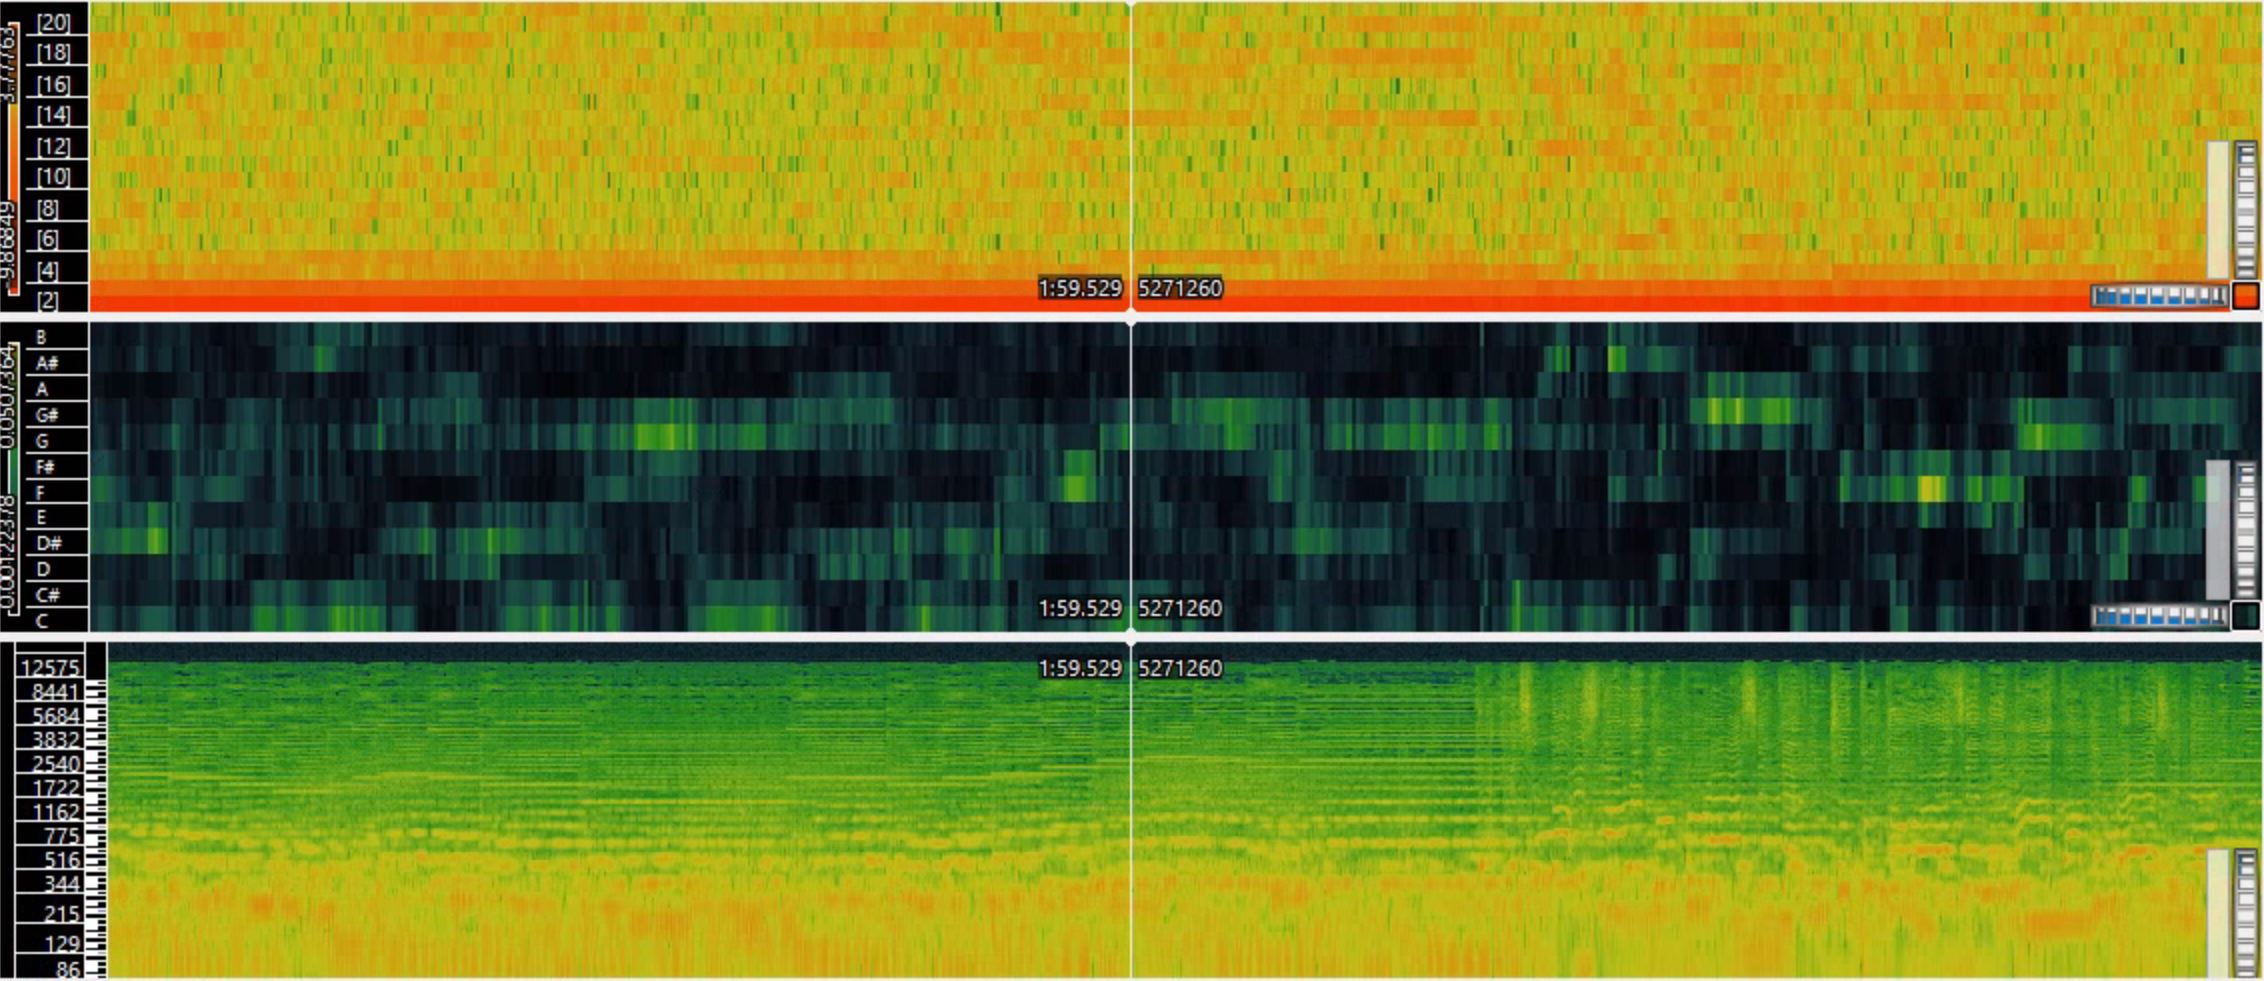 3.77763
-9.86849
[20]
[18]
[16]
[14]
[12]
[10]
[8]
[6]
[4]
[2]
1:59.529 5271260
0.0507364
0.00122378
B
A#
A
G#
G
F#
F
E
D#
D
C#
C
1:59.529 5271260
12575
8441
5684
3832
2540
1722
1162
775
516
344
215
129
86
1:59.529 5271260